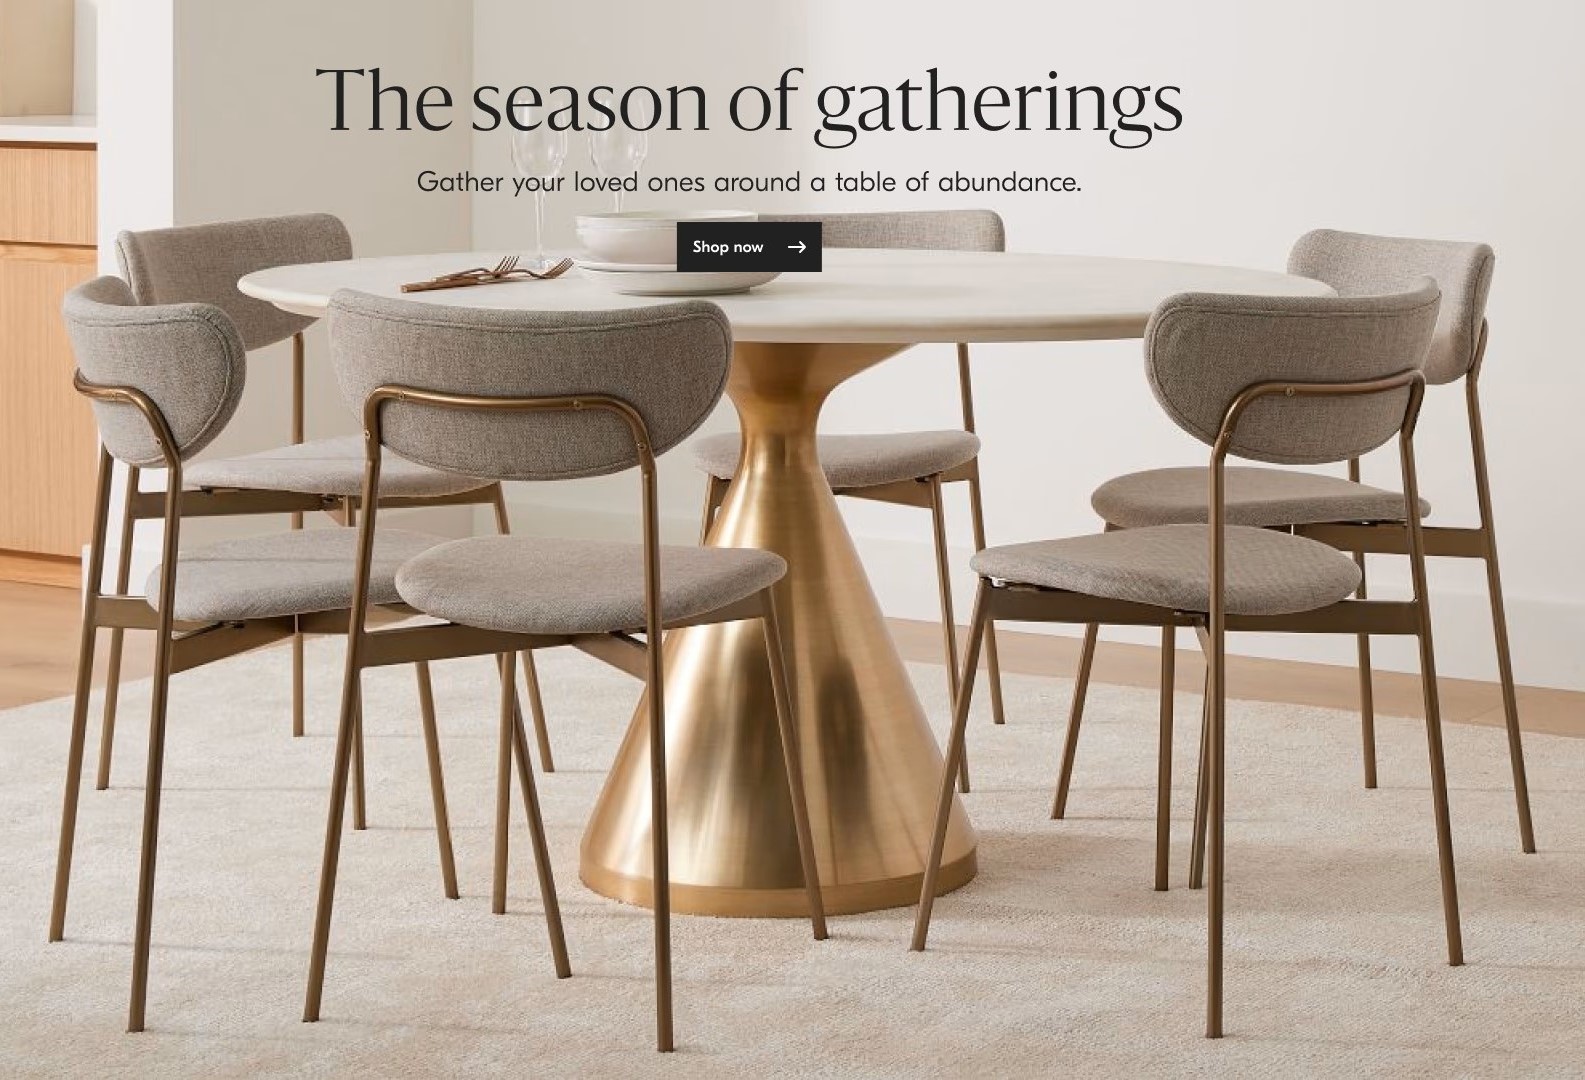 The season of gatherings
Gather your loved ones around a table of abundance.
Shop now